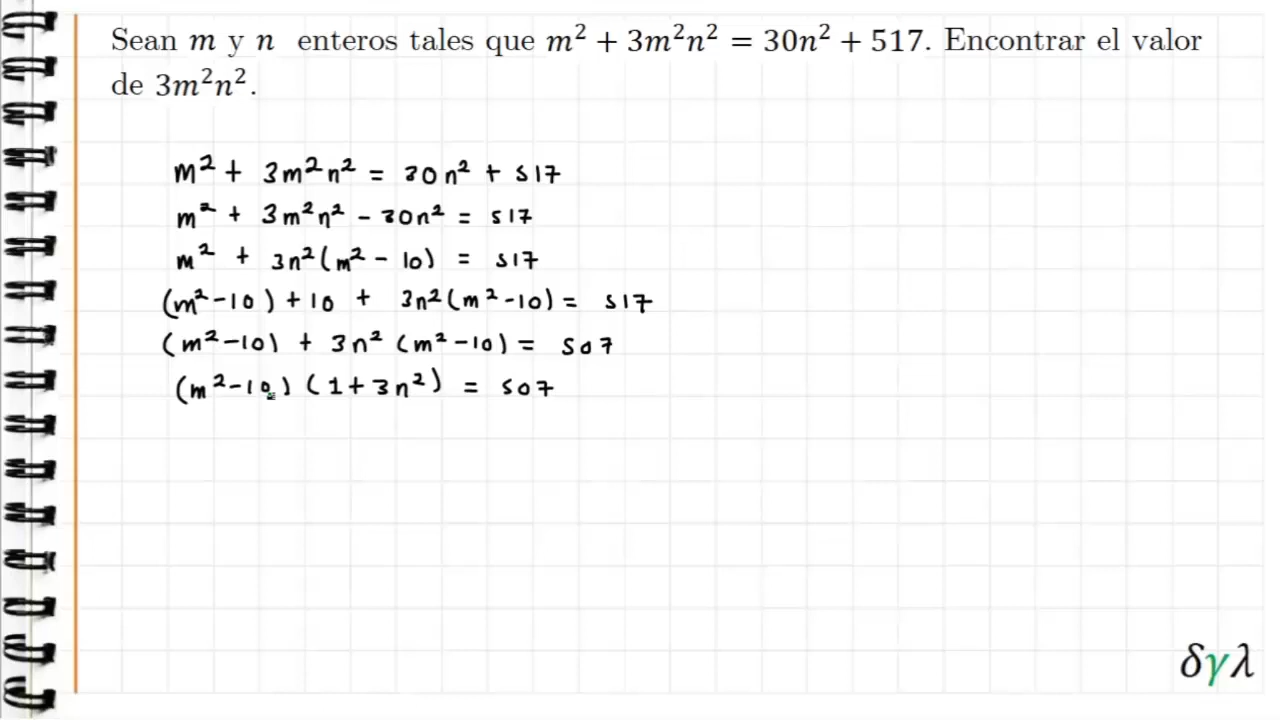 Sean m y n enteros tales que m² + 3m²n² = 30n² + 517. Encontrar el valor
de 3m²n².
m² + 3m²n² = 30n² + 517
m² + 3m²n² - 30n² = 517
m² + 3n²(m² - 10) = 517
(m² - 10) + 10 + 3n²(m² - 10) = 517
(m² - 10) + 3n² (m² - 10) = 507
(m² - 10) (1 + 3n²) = 507
δγλ